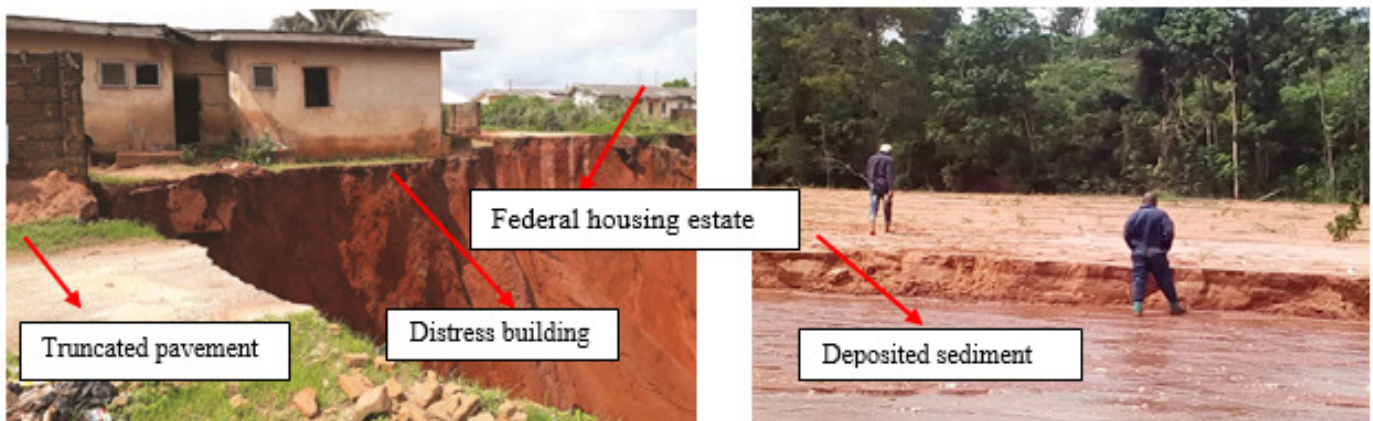 Federal housing estate
Truncated pavement
Distress building
Deposited sediment